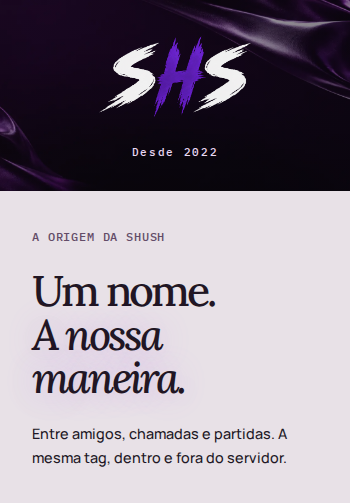 SHS
Desde 2022
A ORIGEM DA SHUSH
Um nome.
A nossa
maneira.
Entre amigos, chamadas e partidas. A
mesma tag, dentro e fora do servidor.